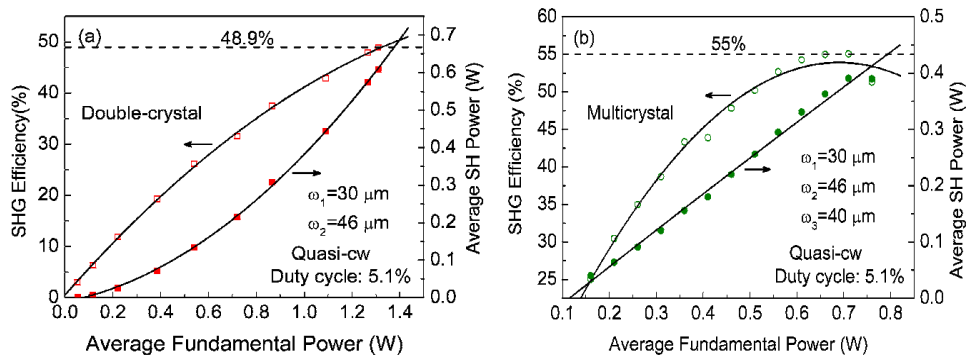 (a)
48.9%
Double-crystal
ω1=30 μm
ω2=46 μm
Quasi-cw
Duty cycle: 5.1%
SHG Efficiency(%)
50
40
30
20
10
0
0.7
0.6
0.5
0.4
0.3
0.2
0.1
0.0
Average SH Power (W)
0.0 0.2 0.4 0.6 0.8 1.0 1.2 1.4
Average Fundamental Power (W)
(b)
55%
Multicrystal
ω1=30 μm
ω2=46 μm
ω3=40 μm
Quasi-cw
Duty cycle: 5.1%
SHG Efficiency (%)
60
55
50
45
40
35
30
25
0.5
0.4
0.3
0.2
0.1
0.0
Average SH Power (W)
0.1 0.2 0.3 0.4 0.5 0.6 0.7 0.8
Average Fundamental Power (W)